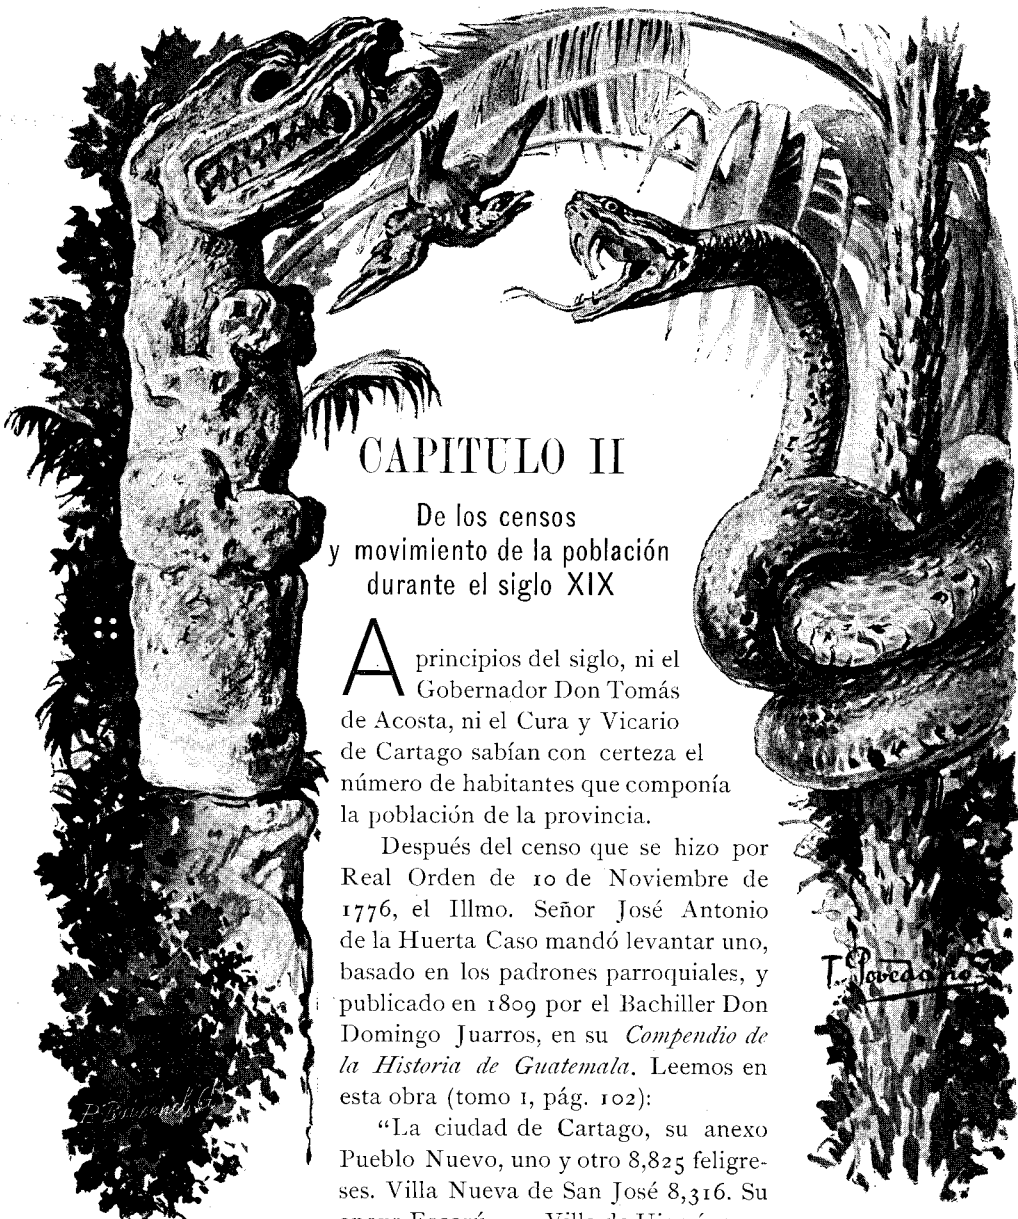 CAPITULO II
De los censos
y movimiento de la población
durante el siglo XIX
A principios del siglo, ni el
Gobernador Don Tomás
de Acosta, ni el Cura y Vicario
de Cartago sabían con certeza el
número de habitantes que componía
la población de la provincia.
Después del censo que se hizo por
Real Orden de 10 de Noviembre de
1776, el Illmo. Señor José Antonio
de la Huerta Caso mandó levantar uno,
basado en los padrones parroquiales, y
publicado en 1809 por el Bachiller Don
Domingo Juarros, en su Compendio de
la Historia de Guatemala. Leemos en
esta obra (tomo I, pág. 102):
“La ciudad de Cartago, su anexo
Pueblo Nuevo, uno y otro 8,825 feligre-
ses. Villa Nueva de San José 8,316. Su
T. Povedano